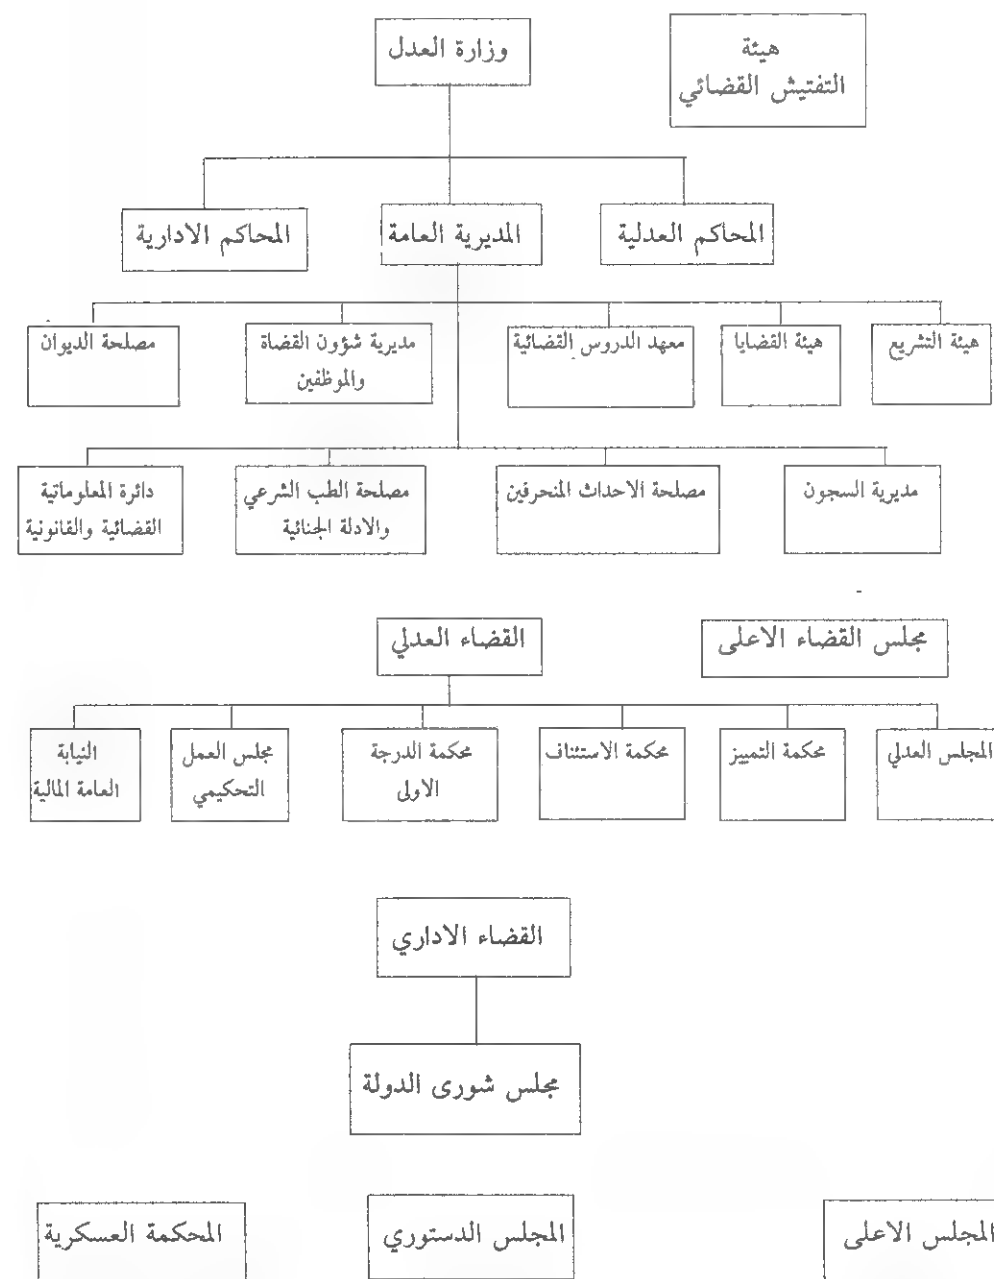 هيئة
التفتيش القضائي
وزارة العدل
المحاكم العدلية
المديرية العامة
المحاكم الادارية
هيئة التشريع
هيئة القضايا
معهد الدروس القضائية
مديرية شؤون القضاة
والموظفين
مصلحة الديوان
مديرية السجون
مصلحة الاحداث المنحرفين
مصلحة الطب الشرعي
والادلة الجنائية
دائرة المعلوماتية
القضائية والقانونية
مجلس القضاء الاعلى
القضاء العدلي
المجلس العدلي
محكمة التمييز
محكمة الاستئناف
محكمة الدرجة
الاولى
مجلس العمل
التحكيمي
النيابة
العامة المالية
القضاء الاداري
مجلس شورى الدولة
المجلس الاعلى
المجلس الدستوري
المحكمة العسكرية